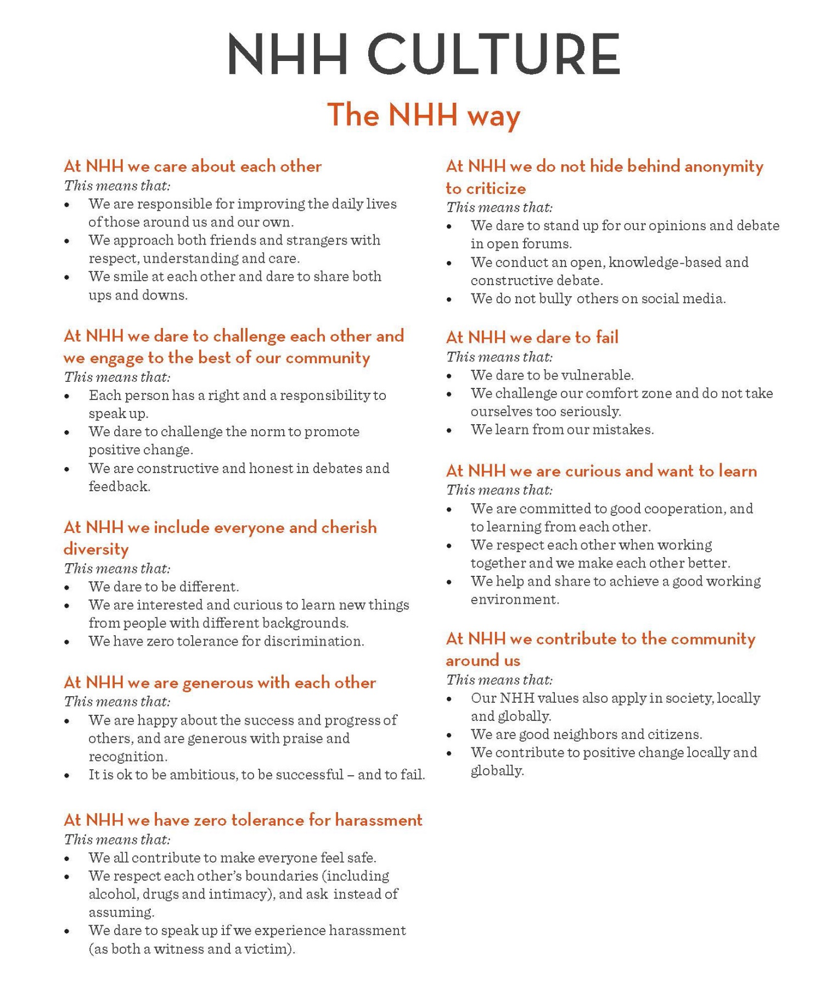 NHH CULTURE
The NHH way
At NHH we care about each other
This means that:
• We are responsible for improving the daily lives
of those around us and our own.
• We approach both friends and strangers with
respect, understanding and care.
• We smile at each other and dare to share both
ups and downs.
At NHH we dare to challenge each other and
we engage to the best of our community
This means that:
• Each person has a right and a responsibility to
speak up.
• We dare to challenge the norm to promote
positive change.
• We are constructive and honest in debates and
feedback.
At NHH we include everyone and cherish
diversity
This means that:
• We dare to be different.
• We are interested and curious to learn new things
from people with different backgrounds.
• We have zero tolerance for discrimination.
At NHH we are generous with each other
This means that:
• We are happy about the success and progress of
others, and are generous with praise and
recognition.
• It is ok to be ambitious, to be successful – and to fail.
At NHH we have zero tolerance for harassment
This means that:
• We all contribute to make everyone feel safe.
• We respect each other’s boundaries (including
alcohol, drugs and intimacy), and ask instead of
assuming.
• We dare to speak up if we experience harassment
(as both a witness and a victim).
At NHH we do not hide behind anonymity
to criticize
This means that:
• We dare to stand up for our opinions and debate
in open forums.
• We conduct an open, knowledge-based and
constructive debate.
• We do not bully others on social media.
At NHH we dare to fail
This means that:
• We dare to be vulnerable.
• We challenge our comfort zone and do not take
ourselves too seriously.
• We learn from our mistakes.
At NHH we are curious and want to learn
This means that:
• We are committed to good cooperation, and
to learning from each other.
• We respect each other when working
together and we make each other better.
• We help and share to achieve a good working
environment.
At NHH we contribute to the community
around us
This means that:
• Our NHH values also apply in society, locally
and globally.
• We are good neighbors and citizens.
• We contribute to positive change locally and
globally.